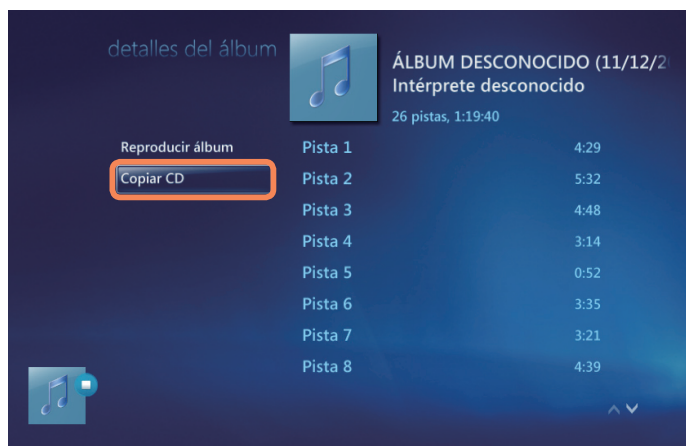 detalles del álbum
ÁLBUM DESCONOCIDO (11/12/2
Intérprete desconocido
26 pistas, 1:19:40
Reproducir álbum
Copiar CD
Pista 1 4:29
Pista 2 5:32
Pista 3 4:48
Pista 4 3:14
Pista 5 0:52
Pista 6 3:35
Pista 7 3:21
Pista 8 4:39